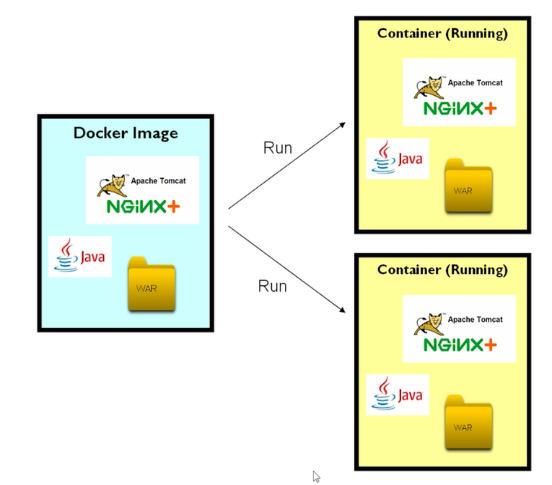 Docker Image
Apache Tomcat
NGiNX+
Java
WAR
Run
Run
Container (Running)
Apache Tomcat
NGiNX+
Java
WAR
Container (Running)
Apache Tomcat
NGiNX+
Java
WAR